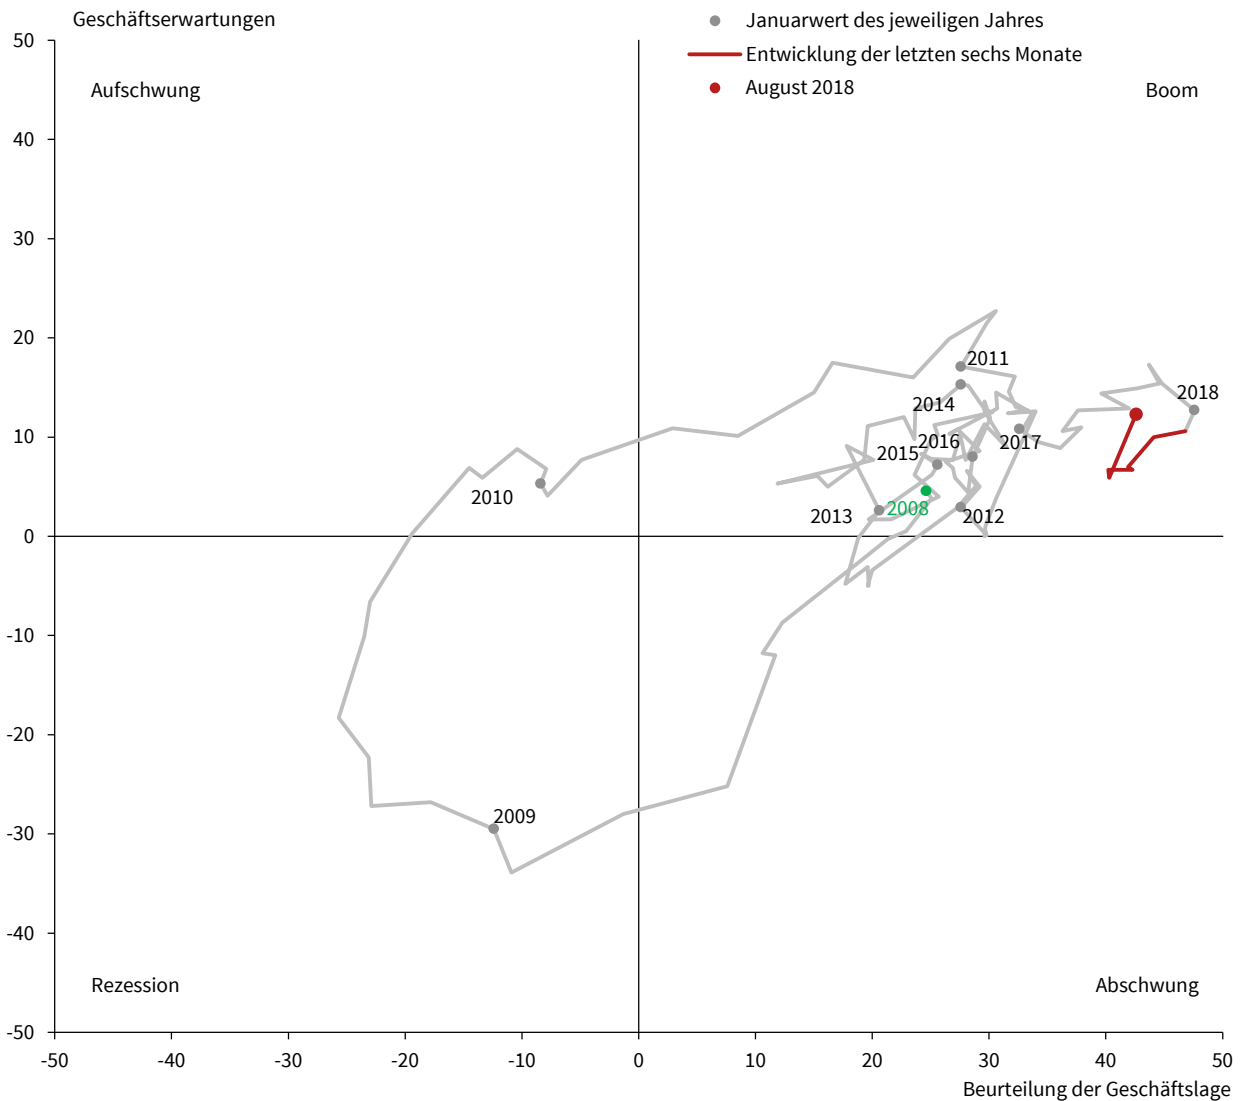 Geschäftserwartungen
Januarwert des jeweiligen Jahres
Entwicklung der letzten sechs Monate
August 2018
50
Aufschwung
Boom
40
30
20
2011
2018
2014
10
2016
2017
2015
2010
2013
2008
2012
0
-10
-20
2009
-30
-40
Rezession
Abschwung
-50
-50 -40 -30 -20 -10 0 10 20 30 40 50
Beurteilung der Geschäftslage